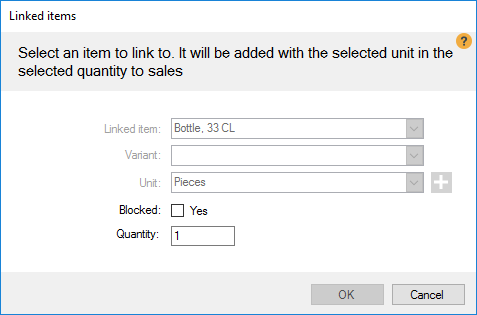 Linked items
Select an item to link to. It will be added with the selected unit in the
selected quantity to sales
?
Linked item: Bottle, 33 CL
Variant:
Unit: Pieces
Blocked: Yes
Quantity: 1
OK Cancel